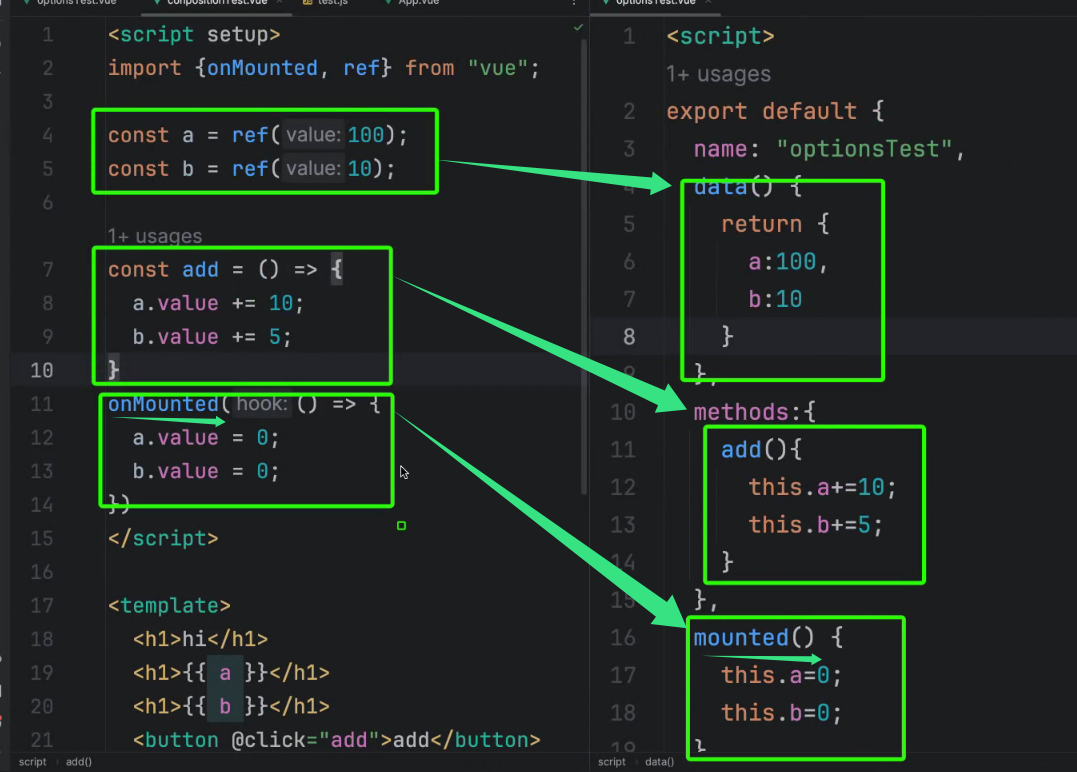 optionsTest.vue
conpositionTest.vue
test.js
App.vue
1 <script setup>
2 import {onMounted, ref} from "vue";
3
4 const a = ref( value: 100);
5 const b = ref( value: 10);
6
1+ usages
7 const add = () => {
8 a.value += 10;
9 b.value += 5;
10 }
11 onMounted( hook: () => {
12 a.value = 0;
13 b.value = 0;
14 })
15 </script>
16
17 <template>
18 <h1>hi</h1>
19 <h1>{{ a }}</h1>
20 <h1>{{ b }}</h1>
21 <button @click="add">add</button>
script › add()
optionsTest.vue
1 <script>
1+ usages
2 export default {
3 name: "optionsTest",
4 data() {
5 return {
6 a:100,
7 b:10
8 }
9 },
10 methods:{
11 add(){
12 this.a+=10;
13 this.b+=5;
14 }
15 },
16 mounted() {
17 this.a=0;
18 this.b=0;
19 }
script › data()